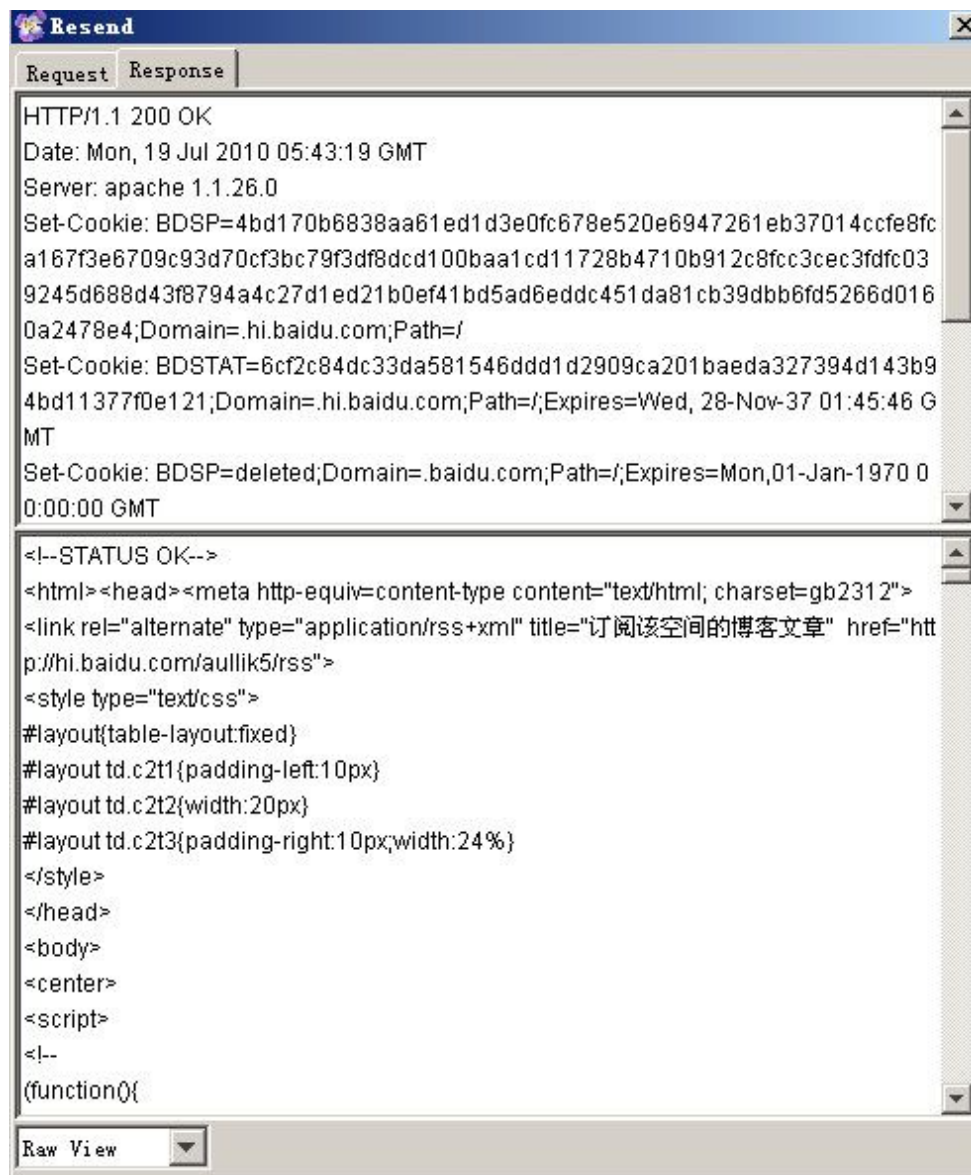 Resend
Request Response
HTTP/1.1 200 OK
Date: Mon, 19 Jul 2010 05:43:19 GMT
Server: apache 1.1.26.0
Set-Cookie: BDSP=4bd170b6838aa61ed1d3e0fc678e520e6947261eb37014ccfe8fc
a167f3e6709c93d70cf3bc79f3df8dcd100baa1cd11728b4710b912c8fcc3cec3fdfc03
9245d688d43f8794a4c27d1ed21b0ef41bd5ad6eddc451da81cb39dbb6fd5266d016
0a2478e4;Domain=.hi.baidu.com;Path=/
Set-Cookie: BDSTAT=6cf2c84dc33da581546ddd1d2909ca201baeda327394d143b9
4bd11377f0e121;Domain=.hi.baidu.com;Path=/;Expires=Wed, 28-Nov-37 01:45:46 G
MT
Set-Cookie: BDSP=deleted;Domain=.baidu.com;Path=/;Expires=Mon,01-Jan-1970 0
0:00:00 GMT
<!--STATUS OK-->
<html><head><meta http-equiv=content-type content="text/html; charset=gb2312">
<link rel="alternate" type="application/rss+xml" title="订阅该空间的博客文章"  href="htt
p://hi.baidu.com/aullik5/rss">
<style type="text/css">
#layout{table-layout:fixed}
#layout td.c2t1{padding-left:10px}
#layout td.c2t2{width:20px}
#layout td.c2t3{padding-right:10px;width:24%}
</style>
</head>
<body>
<center>
<script>
<!--
(function(){
Raw View